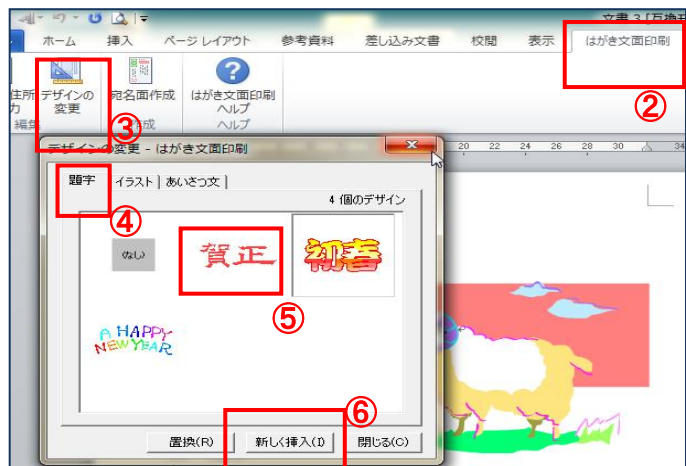 文書 3 [互換モ
ホーム 挿入 ページ レイアウト 参考資料 差し込み文書 校閲 表示 はがき文面印刷
②
住所 デザインの 宛名面作成 はがき文面印刷
力 変更 ヘルプ
③
編集 作成 ヘルプ
デザインの変更 - はがき文面印刷
20 22 24 26 28 30 34
題字 イラスト あいさつ文
④
4 個のデザイン
(なし) 賀正 初春
⑤
A HAPPY
NEW YEAR
⑥
置換(R) 新しく挿入(I) 閉じる(C)